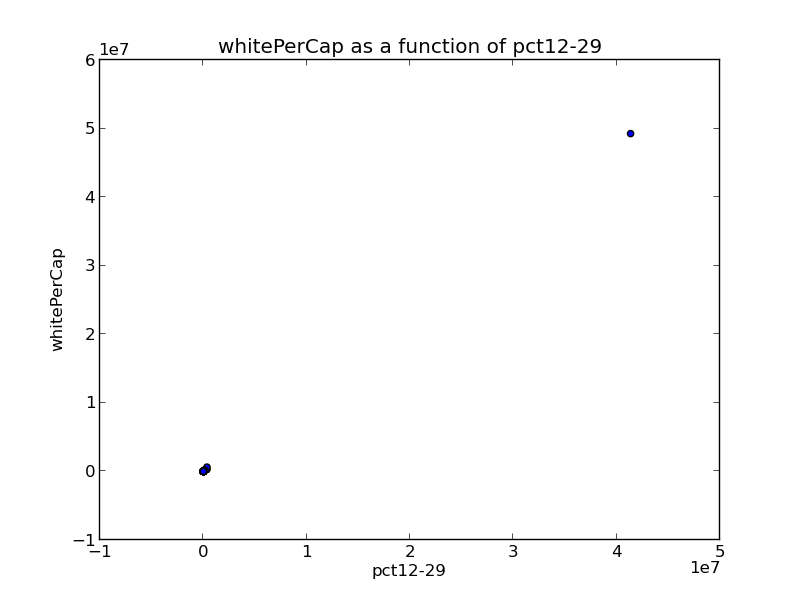 whitePerCap as a function of pct12-29
1e7
6
5
4
3
2
1
0
−1
whitePerCap
−1 0 1 2 3 4 5
1e7
pct12-29